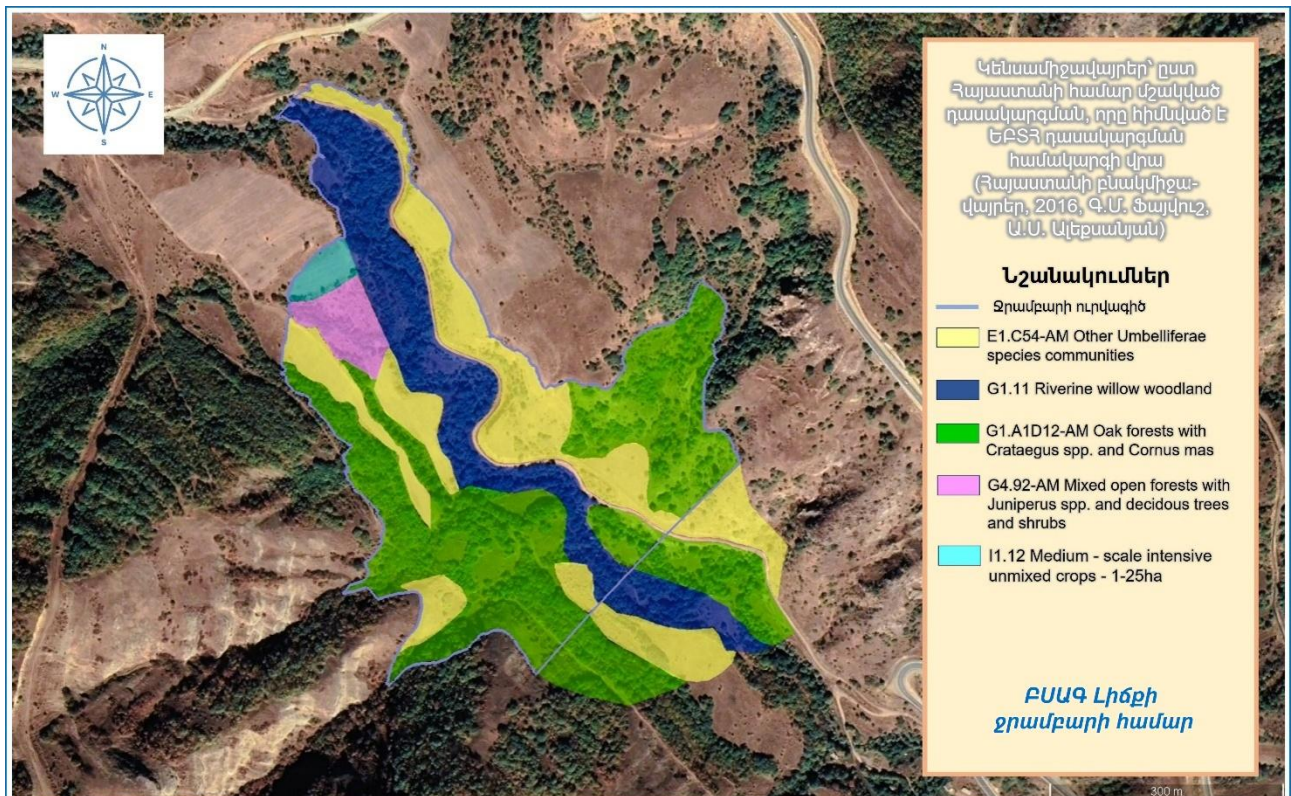 N
W E
S
Կենսամիջավայրեր՝ ըստ
Հայաստանի համար մշակված
դասակարգման, որը հիմնված է
ԵԲՏՀ դասակարգման
համակարգի վրա
(Հայաստանի բնակմիջա-
վայրեր, 2016, Գ.Մ. Ֆայվուշ,
Ա.Ս. Ալեքսանյան)
Նշանակումներ
Ջրամբարի ուրվագիծ
E1.C54-AM Other Umbelliferae
species communities
G1.11 Riverine willow woodland
G1.A1D12-AM Oak forests with
Crataegus spp. and Cornus mas
G4.92-AM Mixed open forests with
Juniperus spp. and decidous trees
and shrubs
I1.12 Medium - scale intensive
unmixed crops - 1-25ha
ԲՍԱԳ Լիճքի
ջրամբարի համար
300 m